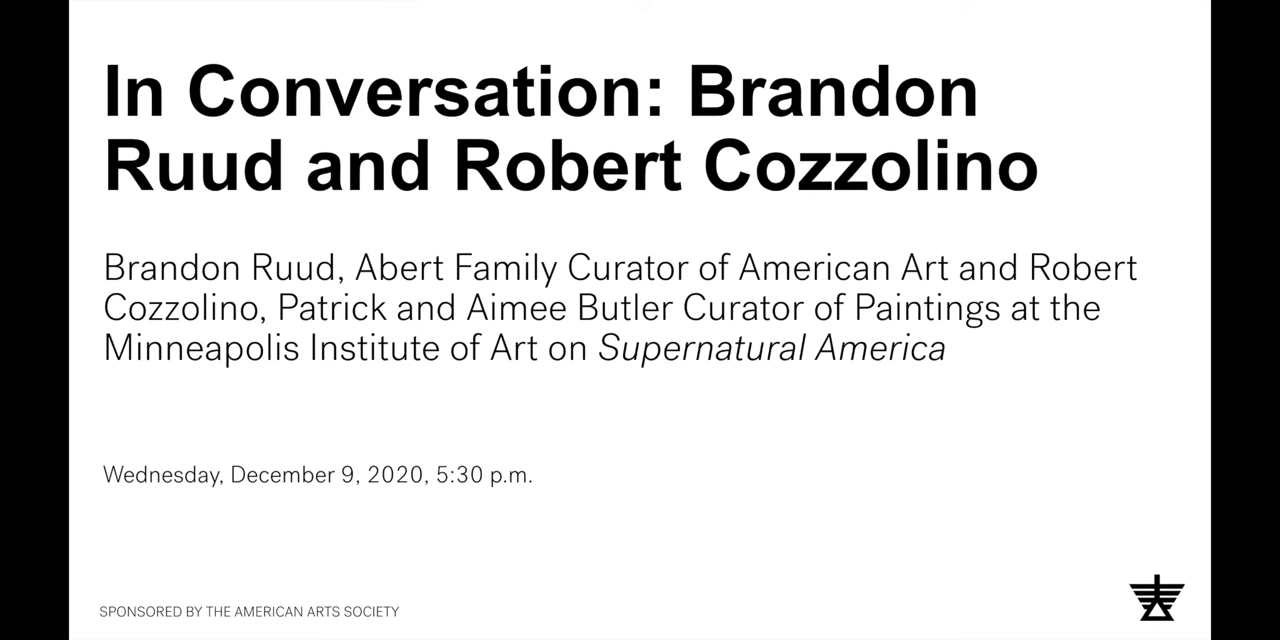 In Conversation: Brandon
Ruud and Robert Cozzolino
Brandon Ruud, Abert Family Curator of American Art and Robert
Cozzolino, Patrick and Aimee Butler Curator of Paintings at the
Minneapolis Institute of Art on Supernatural America
Wednesday, December 9, 2020, 5:30 p.m.
SPONSORED BY THE AMERICAN ARTS SOCIETY